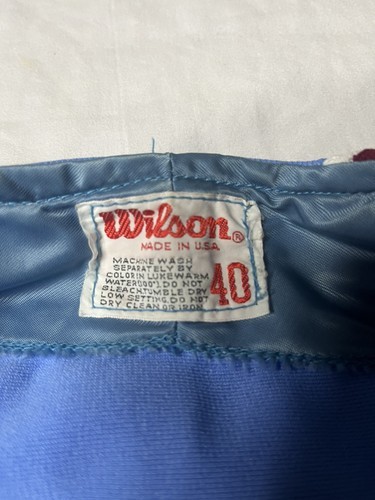 Wilson®
MADE IN U.S.A.
MACHINE WASH
SEPARATELY BY
COLOR IN LUKEWARM
WATER(100°). DO NOT
BLEACH. TUMBLE DRY
LOW SETTING. DO NOT
DRY CLEAN OR IRON
40